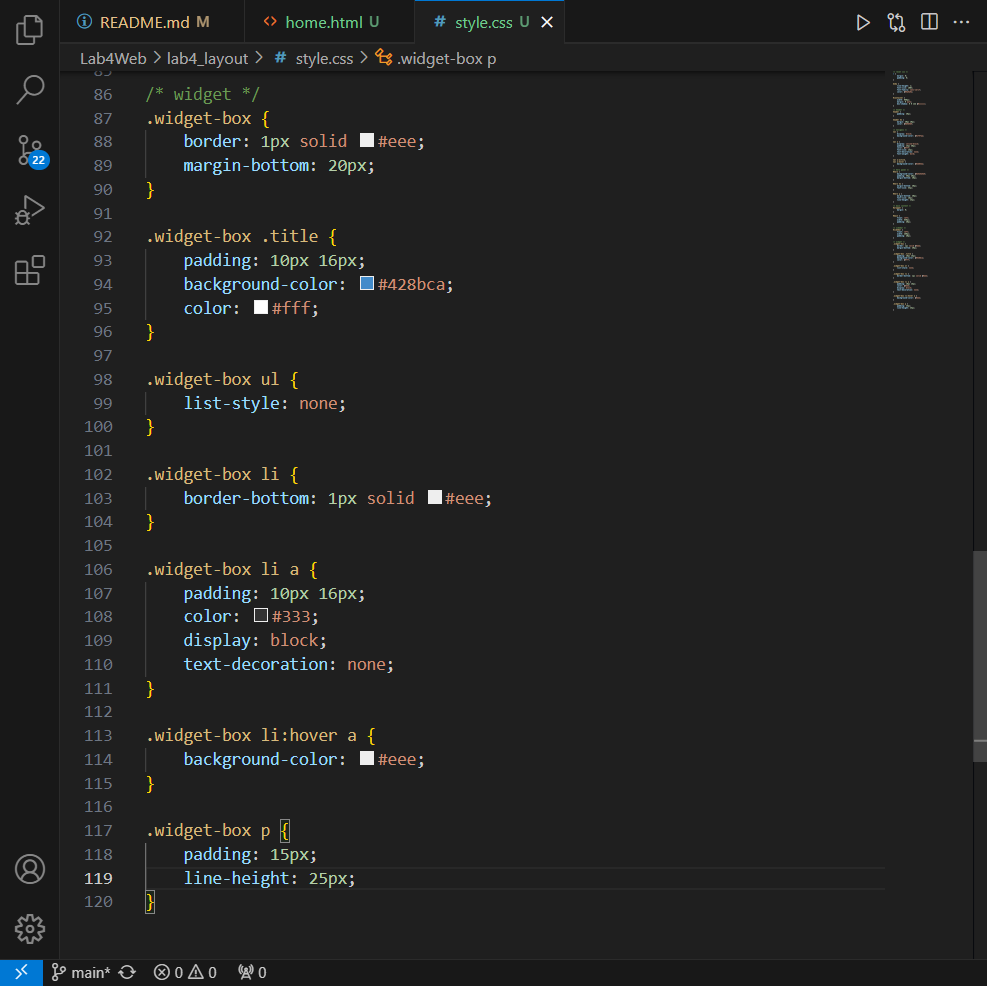 README.md M
home.html U
# style.css U
Lab4Web > lab4_layout > # style.css > .widget-box p
85
86 /* widget */
87 .widget-box {
88 border: 1px solid #eee;
89 margin-bottom: 20px;
90 }
91
92 .widget-box .title {
93 padding: 10px 16px;
94 background-color: #428bca;
95 color: #fff;
96 }
97
98 .widget-box ul {
99 list-style: none;
100 }
101
102 .widget-box li {
103 border-bottom: 1px solid #eee;
104 }
105
106 .widget-box li a {
107 padding: 10px 16px;
108 color: #333;
109 display: block;
110 text-decoration: none;
111 }
112
113 .widget-box li:hover a {
114 background-color: #eee;
115 }
116
117 .widget-box p {
118 padding: 15px;
119 line-height: 25px;
120 }
22
main* 0 0 0